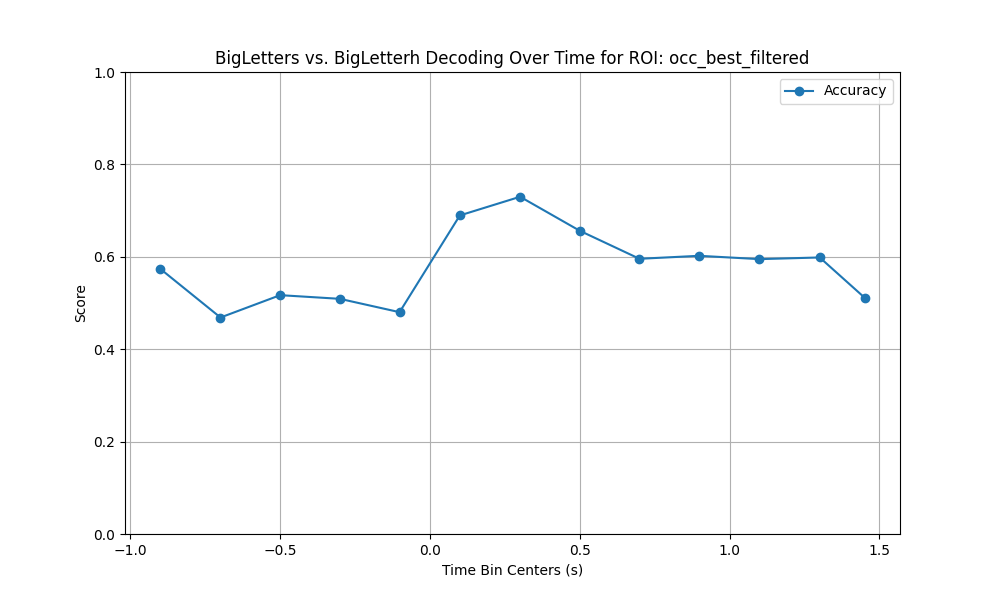 BigLetters vs. BigLetterh Decoding Over Time for ROI: occ_best_filtered
1.0
Accuracy
0.8
0.6
Score
0.4
0.2
0.0
−1.0 −0.5 0.0 0.5 1.0 1.5
Time Bin Centers (s)